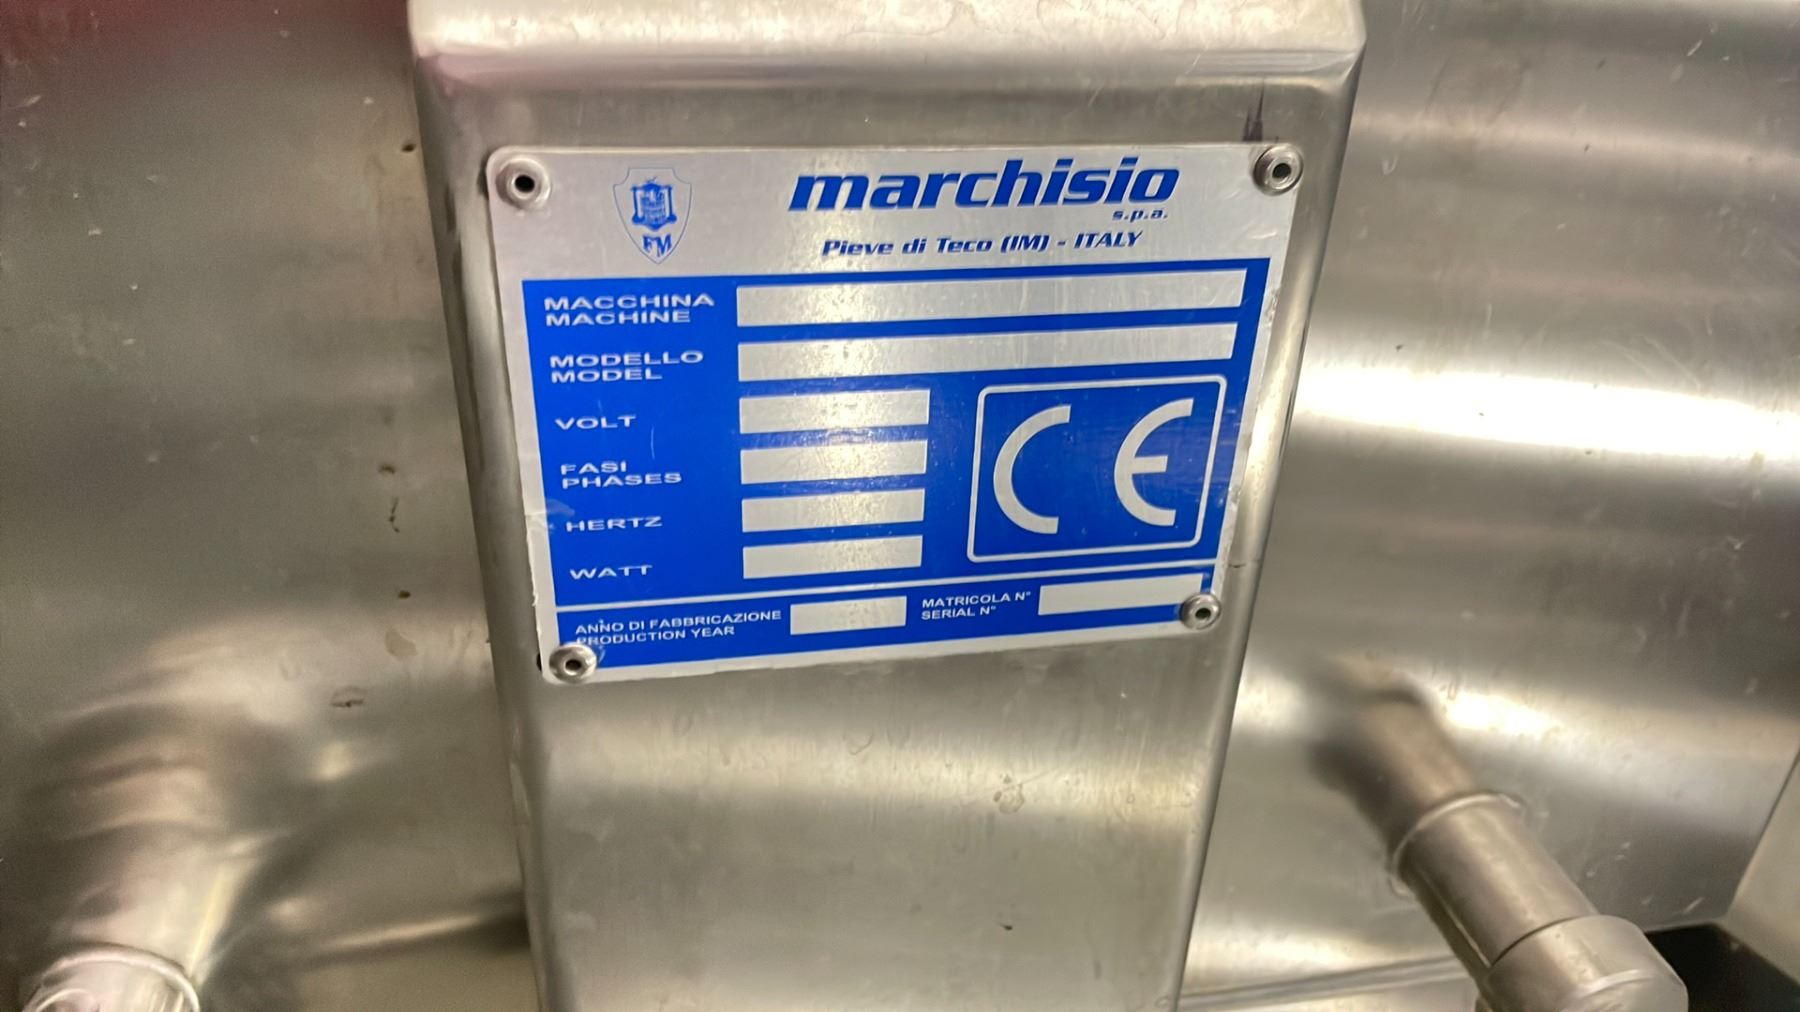 marchisio
s.p.a.
FM
Pieve di Teco (IM) - ITALY
MACCHINA
MACHINE
MODELLO
MODEL
VOLT
FASI
PHASES
HERTZ
WATT
CE
ANNO DI FABBRICAZIONE
PRODUCTION YEAR
MATRICOLA N°
SERIAL N°